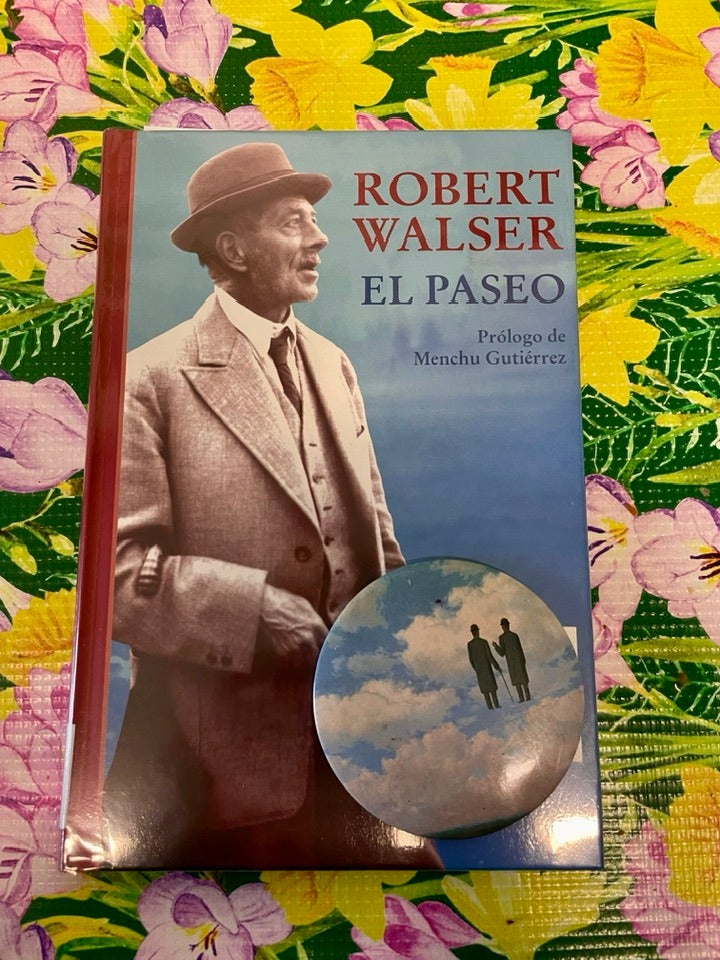 ROBERT
WALSER
EL PASEO
Prólogo de
Menchu Gutiérrez